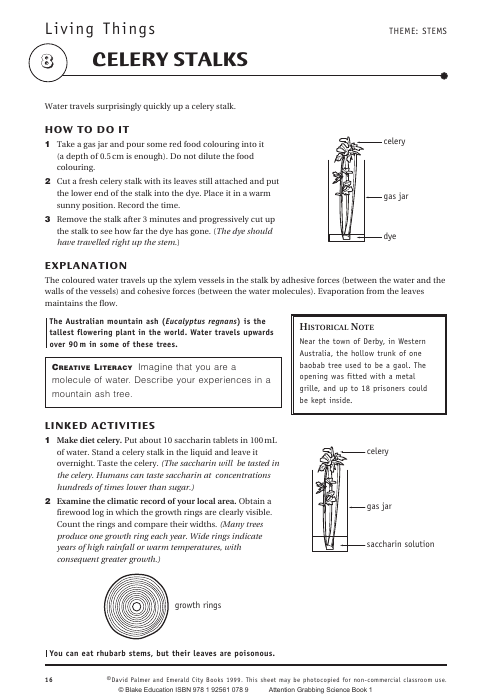 Living Things
THEME: STEMS
8
CELERY STALKS
Water travels surprisingly quickly up a celery stalk.
HOW TO DO IT
1 Take a gas jar and pour some red food colouring into it
(a depth of 0.5 cm is enough). Do not dilute the food
colouring.
2 Cut a fresh celery stalk with its leaves still attached and put
the lower end of the stalk into the dye. Place it in a warm
sunny position. Record the time.
3 Remove the stalk after 3 minutes and progressively cut up
the stalk to see how far the dye has gone. (The dye should
have travelled right up the stem.)
celery
gas jar
dye
EXPLANATION
The coloured water travels up the xylem vessels in the stalk by adhesive forces (between the water and the
walls of the vessels) and cohesive forces (between the water molecules). Evaporation from the leaves
maintains the flow.
The Australian mountain ash (Eucalyptus regnans) is the
tallest flowering plant in the world. Water travels upwards
over 90 m in some of these trees.
CREATIVE LITERACY Imagine that you are a
molecule of water. Describe your experiences in a
mountain ash tree.
HISTORICAL NOTE
Near the town of Derby, in Western
Australia, the hollow trunk of one
baobab tree used to be a gaol. The
opening was fitted with a metal
grille, and up to 18 prisoners could
be kept inside.
LINKED ACTIVITIES
1 Make diet celery. Put about 10 saccharin tablets in 100 mL
of water. Stand a celery stalk in the liquid and leave it
overnight. Taste the celery. (The saccharin will be tasted in
the celery. Humans can taste saccharin at concentrations
hundreds of times lower than sugar.)
2 Examine the climatic record of your local area. Obtain a
firewood log in which the growth rings are clearly visible.
Count the rings and compare their widths. (Many trees
produce one growth ring each year. Wide rings indicate
years of high rainfall or warm temperatures, with
consequent greater growth.)
celery
gas jar
saccharin solution
growth rings
You can eat rhubarb stems, but their leaves are poisonous.
16
©David Palmer and Emerald City Books 1999. This sheet may be photocopied for non-commercial classroom use.
© Blake Education ISBN 978 1 92561 078 9 Attention Grabbing Science Book 1